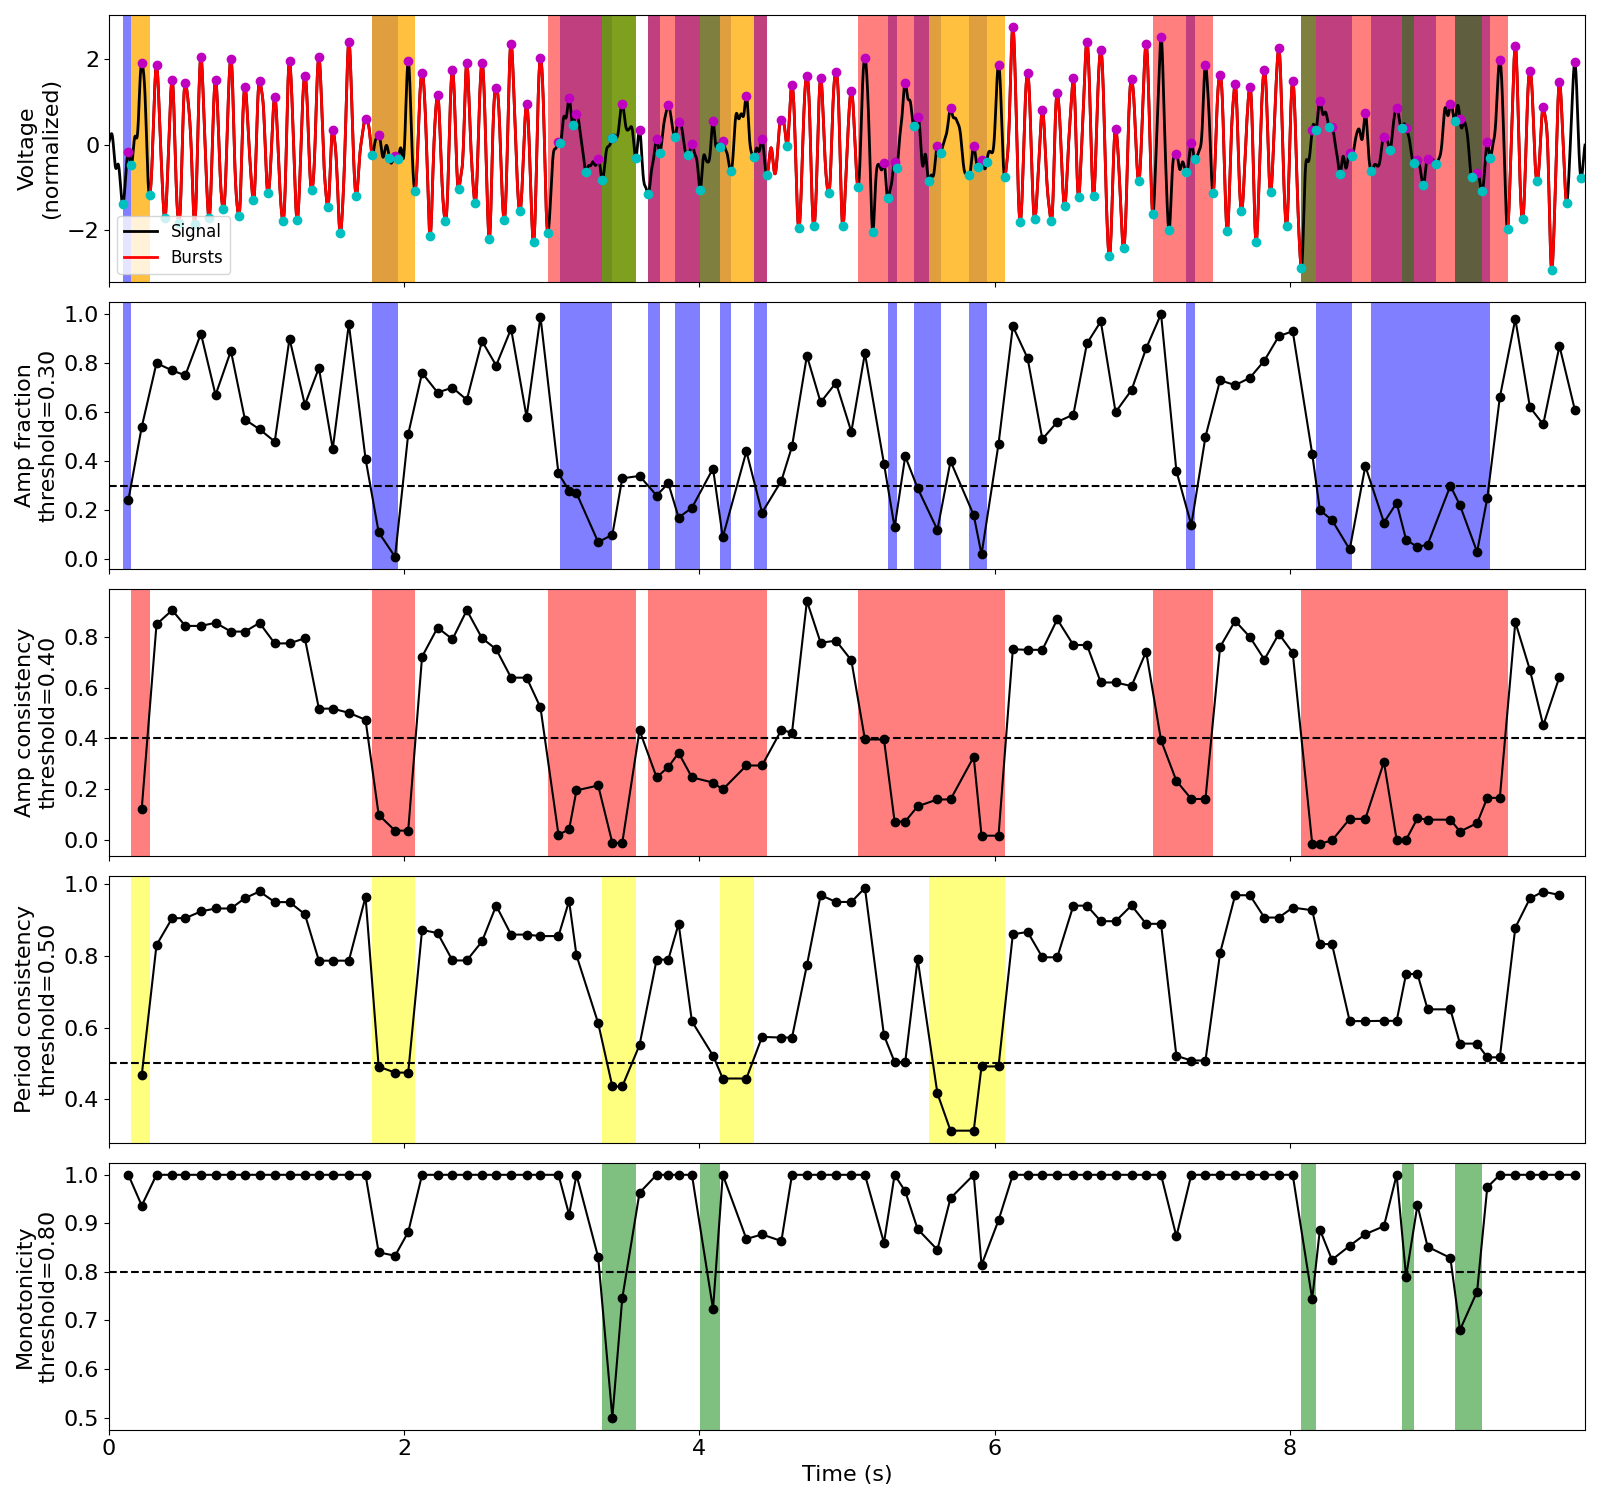 Voltage
(normalized)
2
0
−2
Signal
Bursts
Amp fraction
threshold=0.30
1.0
0.8
0.6
0.4
0.2
0.0
Amp consistency
threshold=0.40
0.8
0.6
0.4
0.2
0.0
Period consistency
threshold=0.50
1.0
0.8
0.6
0.4
Monotonicity
threshold=0.80
1.0
0.9
0.8
0.7
0.6
0.5
0 2 4 6 8
Time (s)